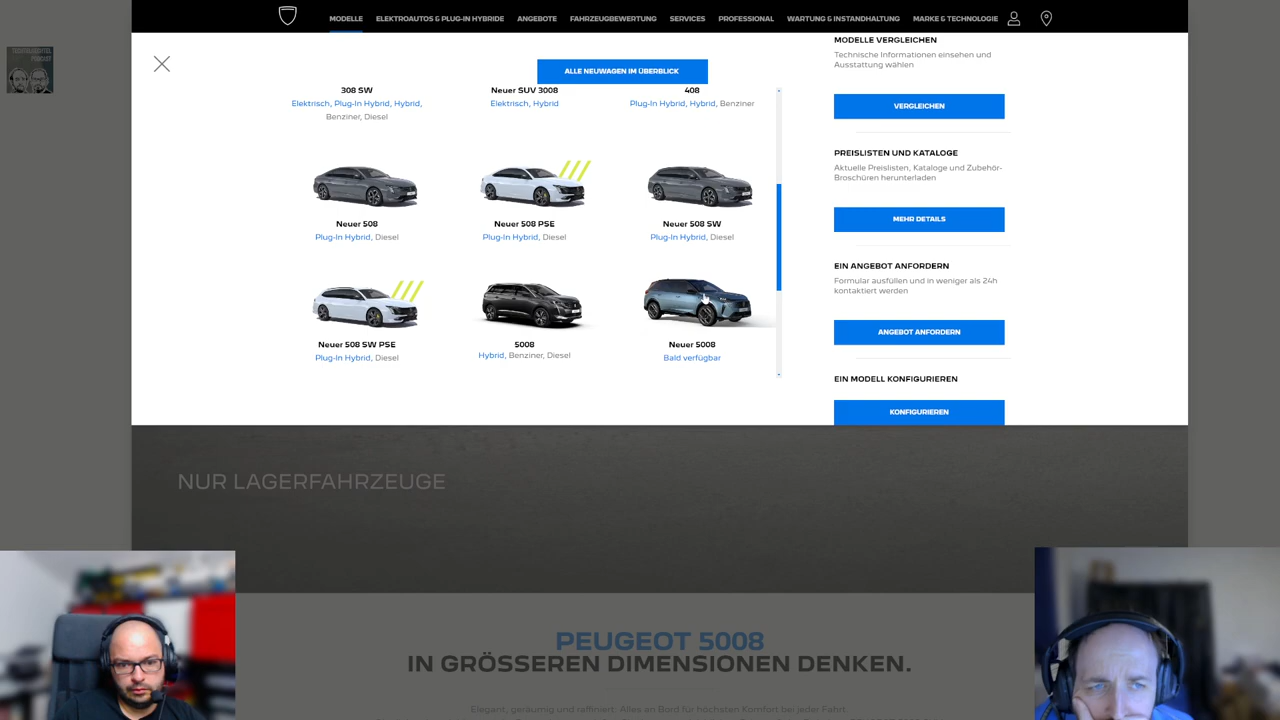 MODELLE
ELEKTROAUTOS & PLUG-IN HYBRIDE
ANGEBOTE
FAHRZEUGBEWERTUNG
SERVICES
PROFESSIONAL
WARTUNG & INSTANDHALTUNG
MARKE & TECHNOLOGIE
ALLE NEUWAGEN IM ÜBERBLICK
308 SW
Elektrisch, Plug-In Hybrid, Hybrid,
Benziner, Diesel
Neuer SUV 3008
Elektrisch, Hybrid
408
Plug-In Hybrid, Hybrid, Benziner
Neuer 508
Plug-In Hybrid, Diesel
Neuer 508 PSE
Plug-In Hybrid, Diesel
Neuer 508 SW
Plug-In Hybrid, Diesel
Neuer 508 SW PSE
Plug-In Hybrid, Diesel
5008
Hybrid, Benziner, Diesel
Neuer 5008
Bald verfügbar
MODELLE VERGLEICHEN
Technische Informationen einsehen und
Ausstattung wählen
VERGLEICHEN
PREISLISTEN UND KATALOGE
Aktuelle Preislisten, Kataloge und Zubehör-
Broschüren herunterladen
MEHR DETAILS
EIN ANGEBOT ANFORDERN
Formular ausfüllen und in weniger als 24h
kontaktiert werden
ANGEBOT ANFORDERN
EIN MODELL KONFIGURIEREN
KONFIGURIEREN
NUR LAGERFAHRZEUGE
PEUGEOT 5008
IN GRÖSSEREN DIMENSIONEN DENKEN.
Elegant, geräumig und raffiniert: Alles an Bord für höchsten Komfort bei jeder Fahrt.